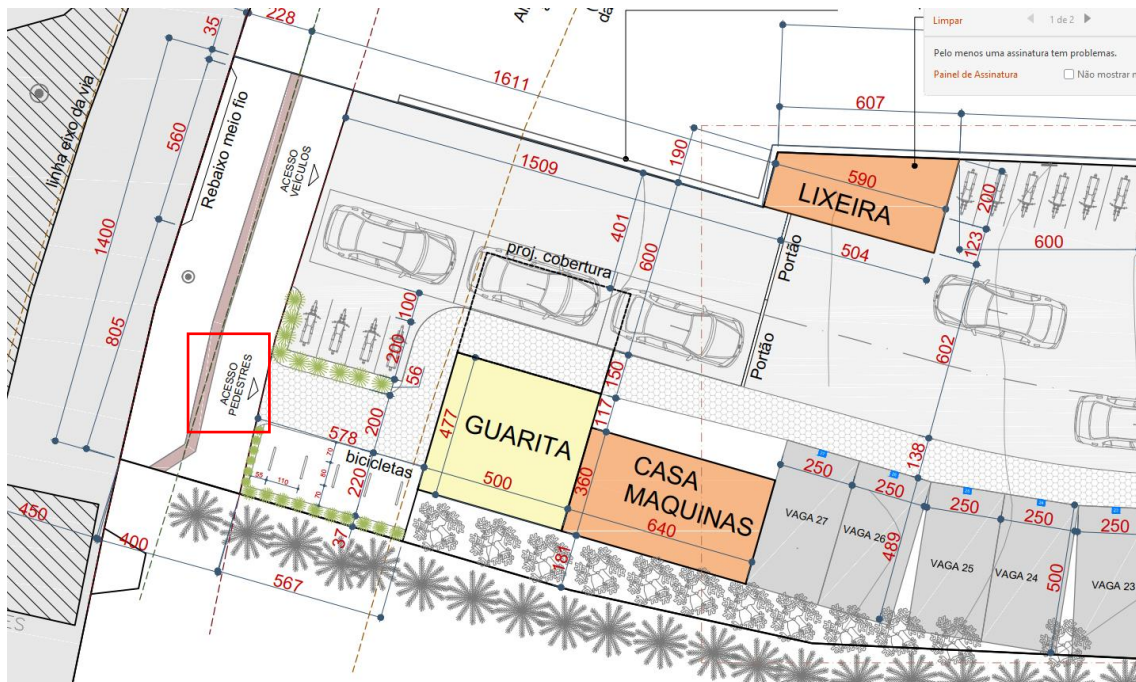 Limpar
1 de 2
Pelo menos uma assinatura tem problemas.
Painel de Assinatura
Não mostrar
35
228
1611
607
linha eixo da via
560
Rebaixo meio fio
ACESSO
VEÍCULOS
1509
190
590
LIXEIRA
200
1400
401
600
504
123
600
proj. cobertura
Portão
805
100
602
200
ACESSO
PEDESTRES
56
150
Portão
477
117
578
200
GUARITA
138
bicicletas
70
80
70
55
110
220
500
360
CASA
MAQUINAS
640
250
250
250
250
250
VAGA 27
VAGA 26
VAGA 25
VAGA 24
VAGA 23
489
500
450
400
37
181
567